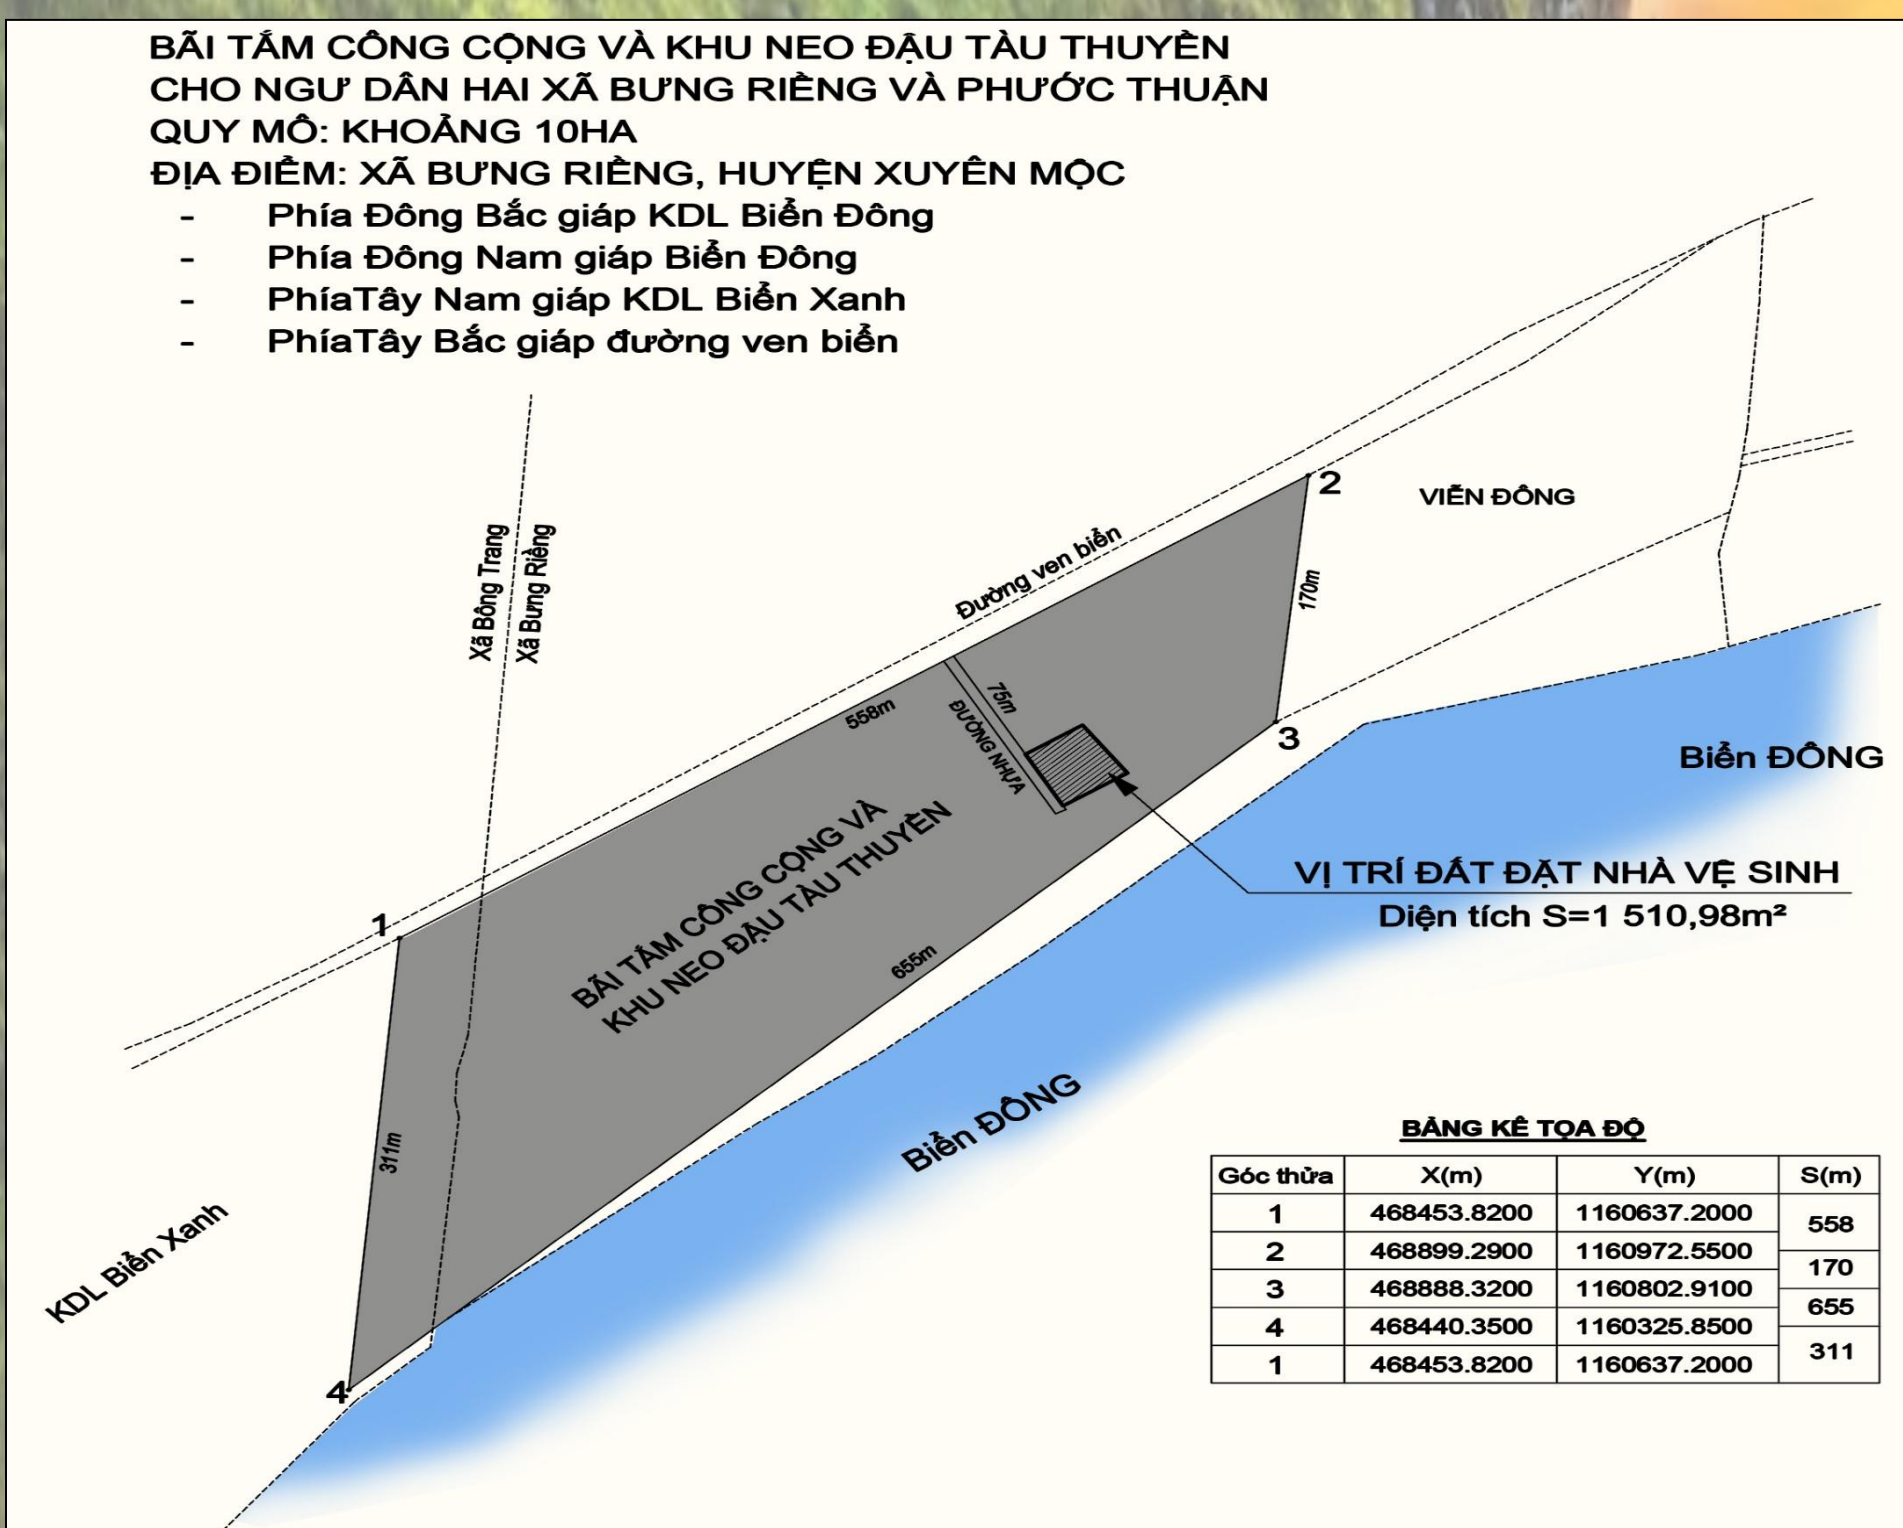 BÃI TẮM CÔNG CỘNG VÀ KHU NEO ĐẬU TÀU THUYỀN
CHO NGƯ DÂN HAI XÃ BƯNG RIỀNG VÀ PHƯỚC THUẬN
QUY MÔ: KHOẢNG 10HA
ĐỊA ĐIỂM: XÃ BƯNG RIỀNG, HUYỆN XUYÊN MỘC
- Phía Đông Bắc giáp KDL Biển Đông
- Phía Đông Nam giáp Biển Đông
- PhíaTây Nam giáp KDL Biển Xanh
- PhíaTây Bắc giáp đường ven biển
Xã Bông Trang
Xã Bưng Riềng
Đường ven biển
2
VIỄN ĐÔNG
170m
558m
75m
ĐƯỜNG NHỰA
3
Biển ĐÔNG
BÃI TẮM CÔNG CỘNG VÀ
KHU NEO ĐẬU TÀU THUYỀN
VỊ TRÍ ĐẤT ĐẶT NHÀ VỆ SINH
Diện tích S=1 510,98m²
1
655m
311m
Biển ĐÔNG
KDL Biển Xanh
4
BẢNG KÊ TỌA ĐỘ
Góc thửa X(m) Y(m) S(m)
1 468453.8200 1160637.2000
558
2 468899.2900 1160972.5500
170
3 468888.3200 1160802.9100
655
4 468440.3500 1160325.8500
311
1 468453.8200 1160637.2000